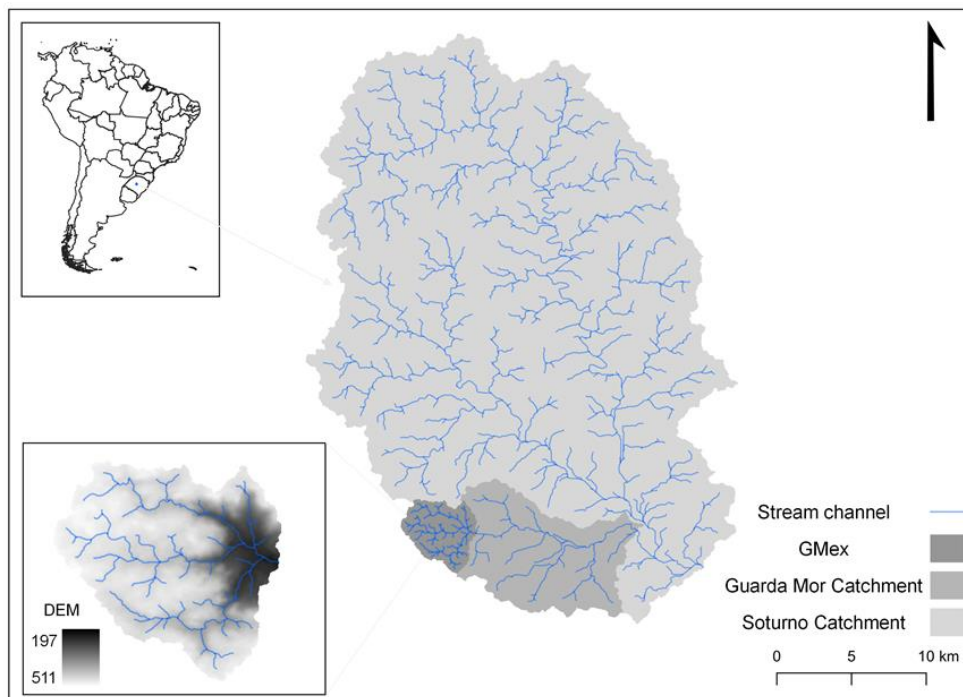 DEM
197
511
Stream channel
GMex
Guarda Mor Catchment
Soturno Catchment
0 5 10 km